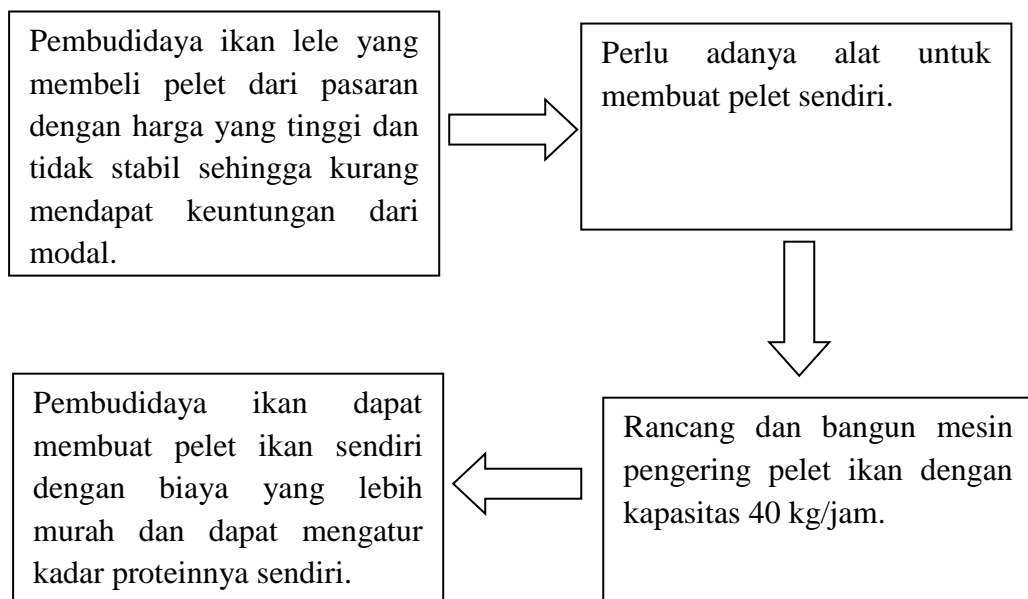 Pembudidaya ikan lele yang
membeli pelet dari pasaran
dengan harga yang tinggi dan
tidak stabil sehingga kurang
mendapat keuntungan dari
modal.
Perlu adanya alat untuk
membuat pelet sendiri.
Rancang dan bangun mesin
pengering pelet ikan dengan
kapasitas 40 kg/jam.
Pembudidaya ikan dapat
membuat pelet ikan sendiri
dengan biaya yang lebih
murah dan dapat mengatur
kadar proteinnya sendiri.